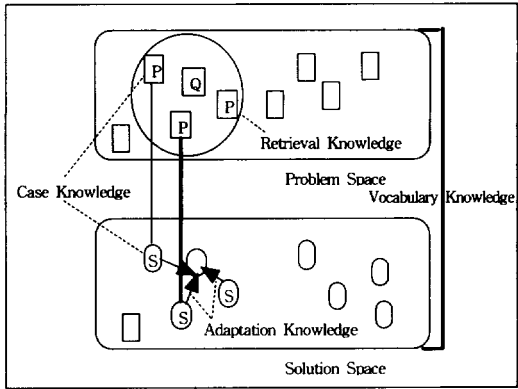 P
Q
P
P
Retrieval Knowledge
Case Knowledge
Problem Space
Vocabulary Knowledge
S
S
S
Adaptation Knowledge
Solution Space